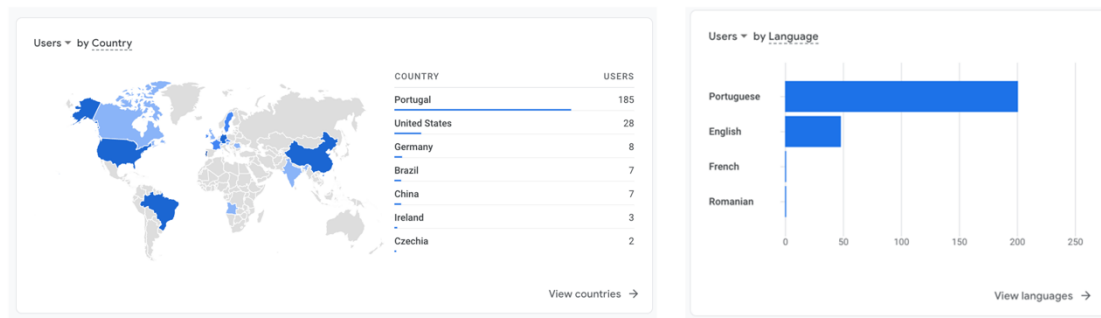 Users by Country
COUNTRY USERS
Portugal 185
United States 28
Germany 8
Brazil 7
China 7
Ireland 3
Czechia 2
View countries →
Users by Language
Portuguese
English
French
Romanian
0 50 100 150 200 250
View languages →